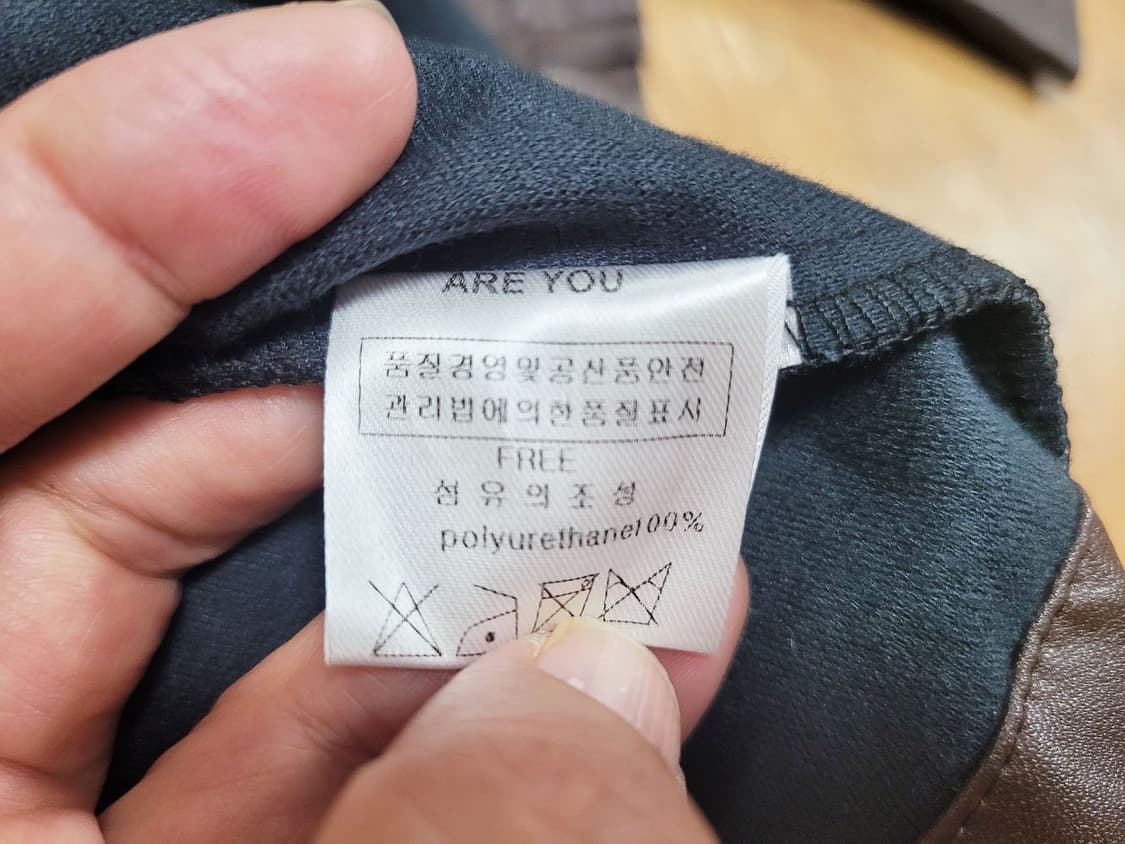 ARE YOU
품질경영및공산품안전
관리법에의한품질표시
FREE
섬유의조성
polyurethane100%